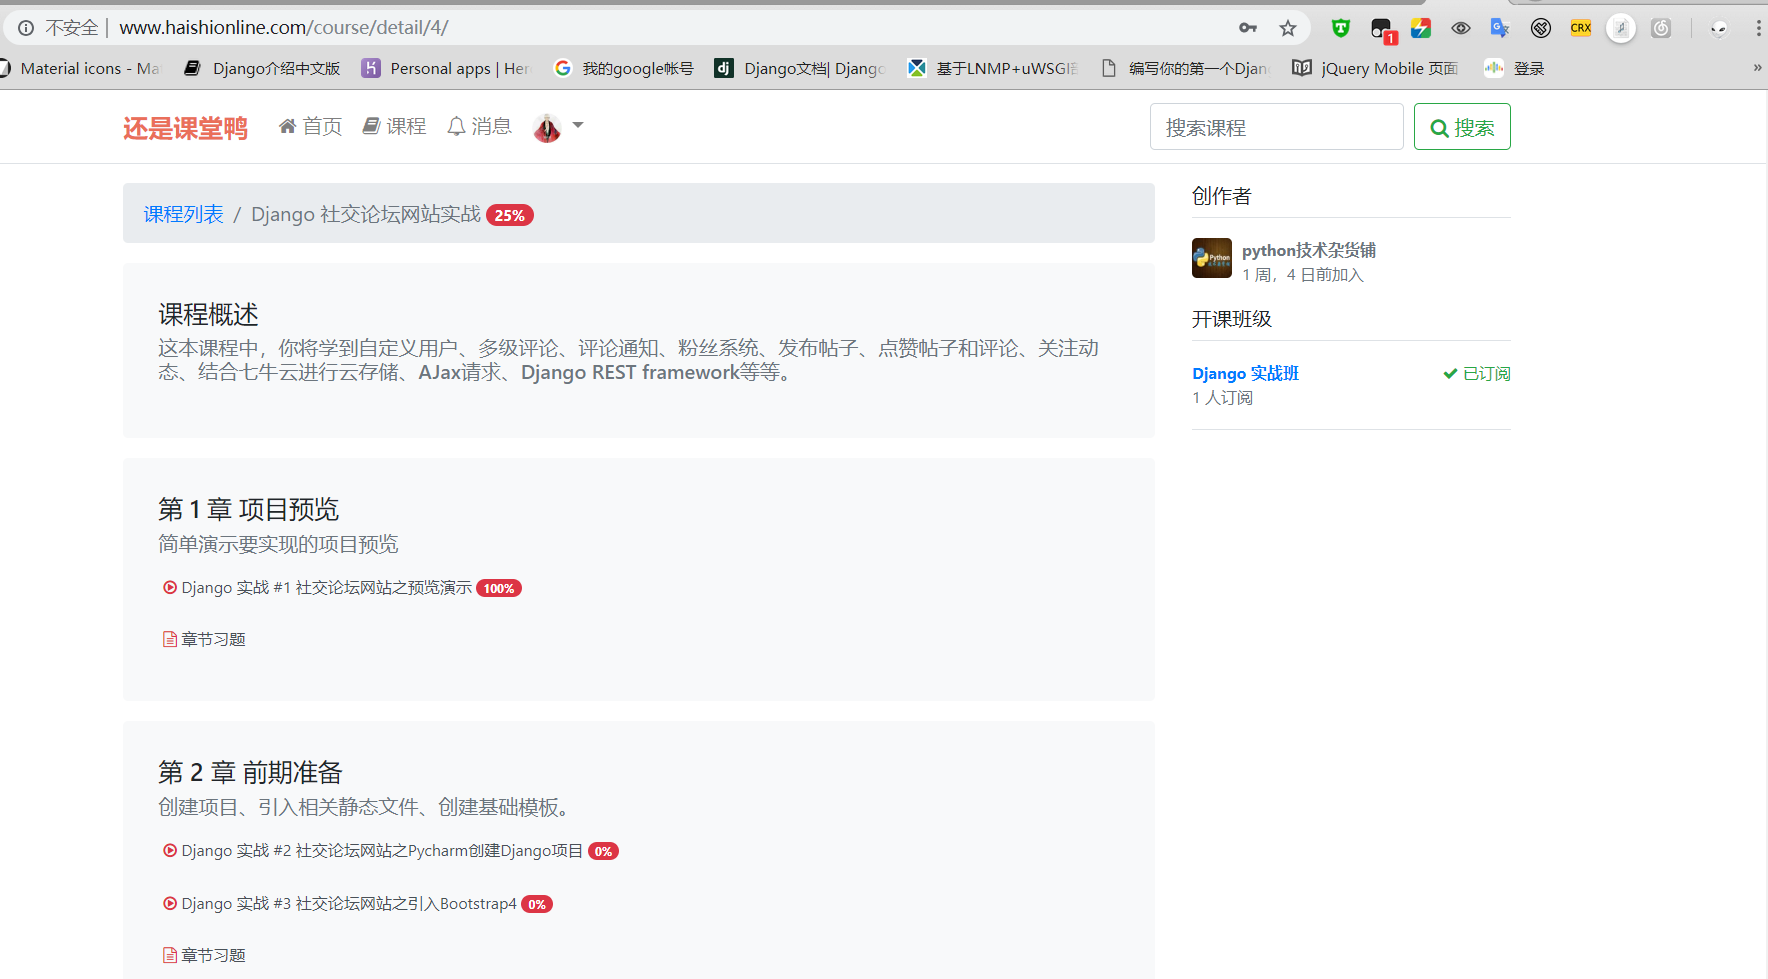 不安全 | www.haishionline.com/course/detail/4/
1
CRX
Material icons - Ma
Django介绍中文版
Personal apps | Her
我的google帐号
Django文档| Django
基于LNMP+uWSGI
编写你的第一个Djan
jQuery Mobile 页面
登录
»
还是课堂鸭
首页
课程
消息
搜索课程
搜索
课程列表 / Django 社交论坛网站实战 25%
创作者
python技术杂货铺
1 周，4 日前加入
开课班级
Django 实战班
已订阅
1 人订阅
课程概述
这本课程中，你将学到自定义用户、多级评论、评论通知、粉丝系统、发布帖子、点赞帖子和评论、关注动
态、结合七牛云进行云存储、AJax请求、Django REST framework等等。
第 1 章 项目预览
简单演示要实现的项目预览
Django 实战 #1 社交论坛网站之预览演示 100%
章节习题
第 2 章 前期准备
创建项目、引入相关静态文件、创建基础模板。
Django 实战 #2 社交论坛网站之Pycharm创建Django项目 0%
Django 实战 #3 社交论坛网站之引入Bootstrap4 0%
章节习题